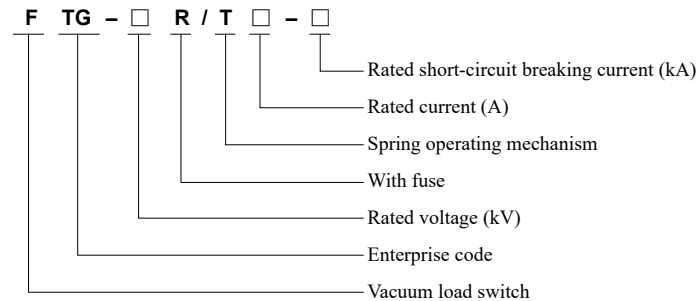 F TG – □ R / T □ – □
Rated short-circuit breaking current (kA)
Rated current (A)
Spring operating mechanism
With fuse
Rated voltage (kV)
Enterprise code
Vacuum load switch